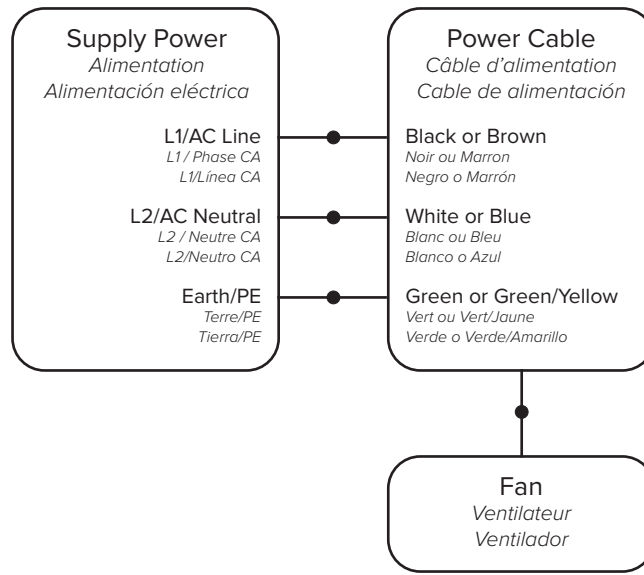 Supply Power
Alimentation
Alimentación eléctrica
L1/AC Line
L1 / Phase CA
L1/Línea CA
L2/AC Neutral
L2 / Neutre CA
L2/Neutro CA
Earth/PE
Terre/PE
Tierra/PE
Power Cable
Câble d'alimentation
Cable de alimentación
Black or Brown
Noir ou Marron
Negro o Marrón
White or Blue
Blanc ou Bleu
Blanco o Azul
Green or Green/Yellow
Vert ou Vert/Jaune
Verde o Verde/Amarillo
Fan
Ventilateur
Ventilador